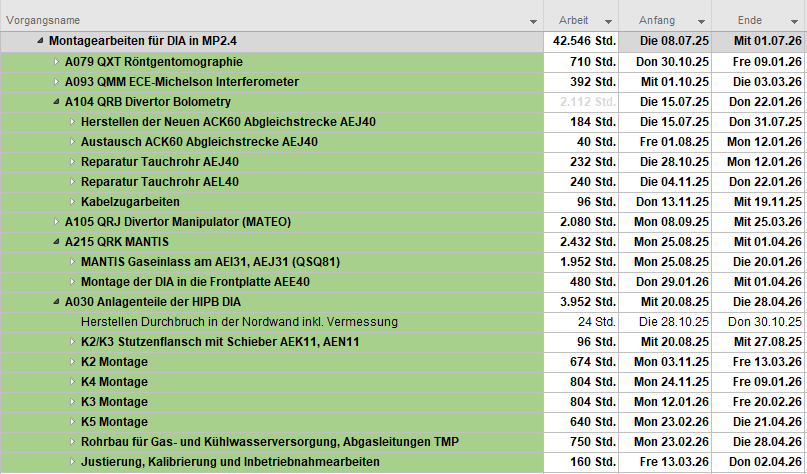 Vorgangsname Arbeit Anfang Ende
Montagearbeiten für DIA in MP2.4 42.546 Std. Die 08.07.25 Mit 01.07.26
A079 QXT Röntgentomographie 710 Std. Don 30.10.25 Fre 09.01.26
A093 QMM ECE-Michelson Interferometer 392 Std. Mit 01.10.25 Die 03.03.26
A104 QRB Divertor Bolometry 2.112 Std. Die 15.07.25 Don 22.01.26
Herstellen der Neuen ACK60 Abgleichstrecke AEJ40 184 Std. Die 15.07.25 Don 31.07.25
Austausch ACK60 Abgleichstrecke AEJ40 40 Std. Fre 01.08.25 Mon 12.01.26
Reparatur Tauchrohr AEJ40 232 Std. Die 28.10.25 Mon 12.01.26
Reparatur Tauchrohr AEL40 240 Std. Die 04.11.25 Don 22.01.26
Kabelzugarbeiten 96 Std. Don 13.11.25 Mit 19.11.25
A105 QRJ Divertor Manipulator (MATEO) 2.080 Std. Mon 08.09.25 Mit 25.03.26
A215 QRK MANTIS 2.432 Std. Mon 25.08.25 Mit 01.04.26
MANTIS Gaseinlass am AEI31, AEJ31 (QSQ81) 1.952 Std. Mon 25.08.25 Die 20.01.26
Montage der DIA in die Frontplatte AEE40 480 Std. Don 29.01.26 Mit 01.04.26
A030 Anlagenteile der HIPB DIA 3.952 Std. Mit 20.08.25 Die 28.04.26
Herstellen Durchbruch in der Nordwand inkl. Vermessung 24 Std. Die 28.10.25 Don 30.10.25
K2/K3 Stutzenflansch mit Schieber AEK11, AEN11 96 Std. Mit 20.08.25 Mit 27.08.25
K2 Montage 674 Std. Mon 03.11.25 Fre 13.03.26
K4 Montage 804 Std. Mon 24.11.25 Fre 09.01.26
K3 Montage 804 Std. Mon 12.01.26 Fre 20.02.26
K5 Montage 640 Std. Mon 23.02.26 Die 21.04.26
Rohrbau für Gas- und Kühlwasserversorgung, Abgasleitungen TMP 750 Std. Mon 23.02.26 Die 28.04.26
Justierung, Kalibrierung und Inbetriebnahmearbeiten 160 Std. Fre 13.03.26 Don 02.04.26